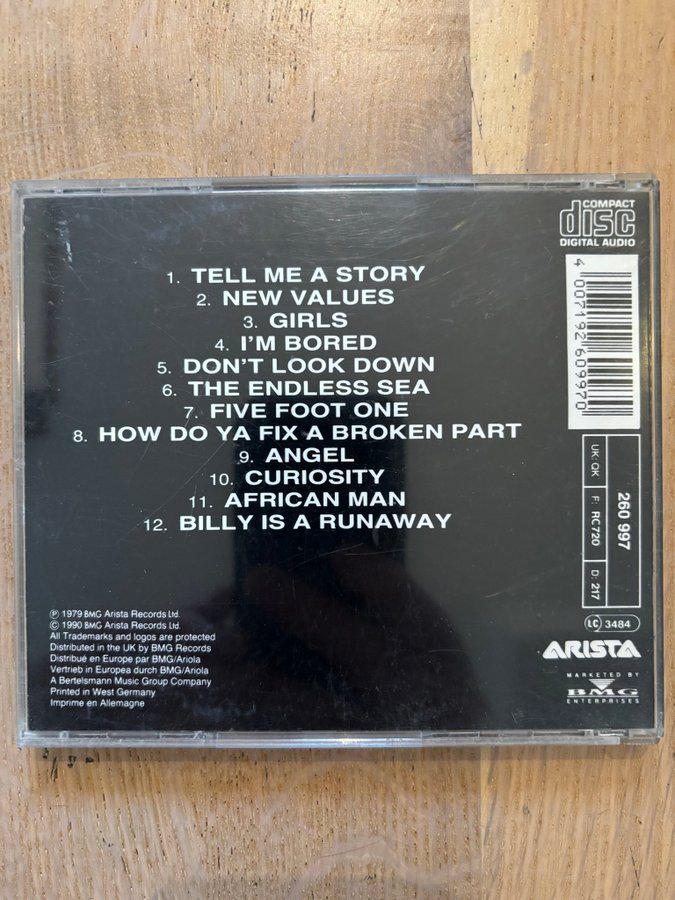 COMPACT
disc
DIGITAL AUDIO
1. TELL ME A STORY
2. NEW VALUES
3. GIRLS
4. I'M BORED
5. DON'T LOOK DOWN
6. THE ENDLESS SEA
7. FIVE FOOT ONE
8. HOW DO YA FIX A BROKEN PART
9. ANGEL
10. CURIOSITY
11. AFRICAN MAN
12. BILLY IS A RUNAWAY
4 007192 609970
260 997
UK: QK
F: RC 720
D: 217
LC 3484
ARISTA
MARKETED BY
BMG
ENTERPRISES
℗ 1979 BMG Arista Records Ltd.
© 1990 BMG Arista Records Ltd.
All Trademarks and logos are protected
Distributed in the UK by BMG Records
Distribué en Europe par BMG/Ariola
Vertrieb in Europea durch BMG/Ariola
A Bertelsmann Music Group Company
Printed in West Germany
Imprime en Allemagne